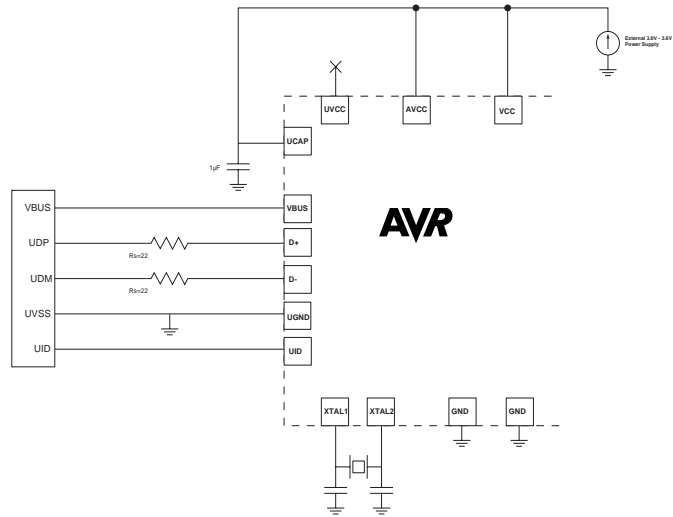 External 3.0V - 3.6V
Power Supply
UVCC
AVCC
VCC
UCAP
1µF
VBUS
VBUS
AVR
UDP
D+
Rs=22
UDM
D-
Rs=22
UVSS
UGND
UID
UID
XTAL1
XTAL2
GND
GND